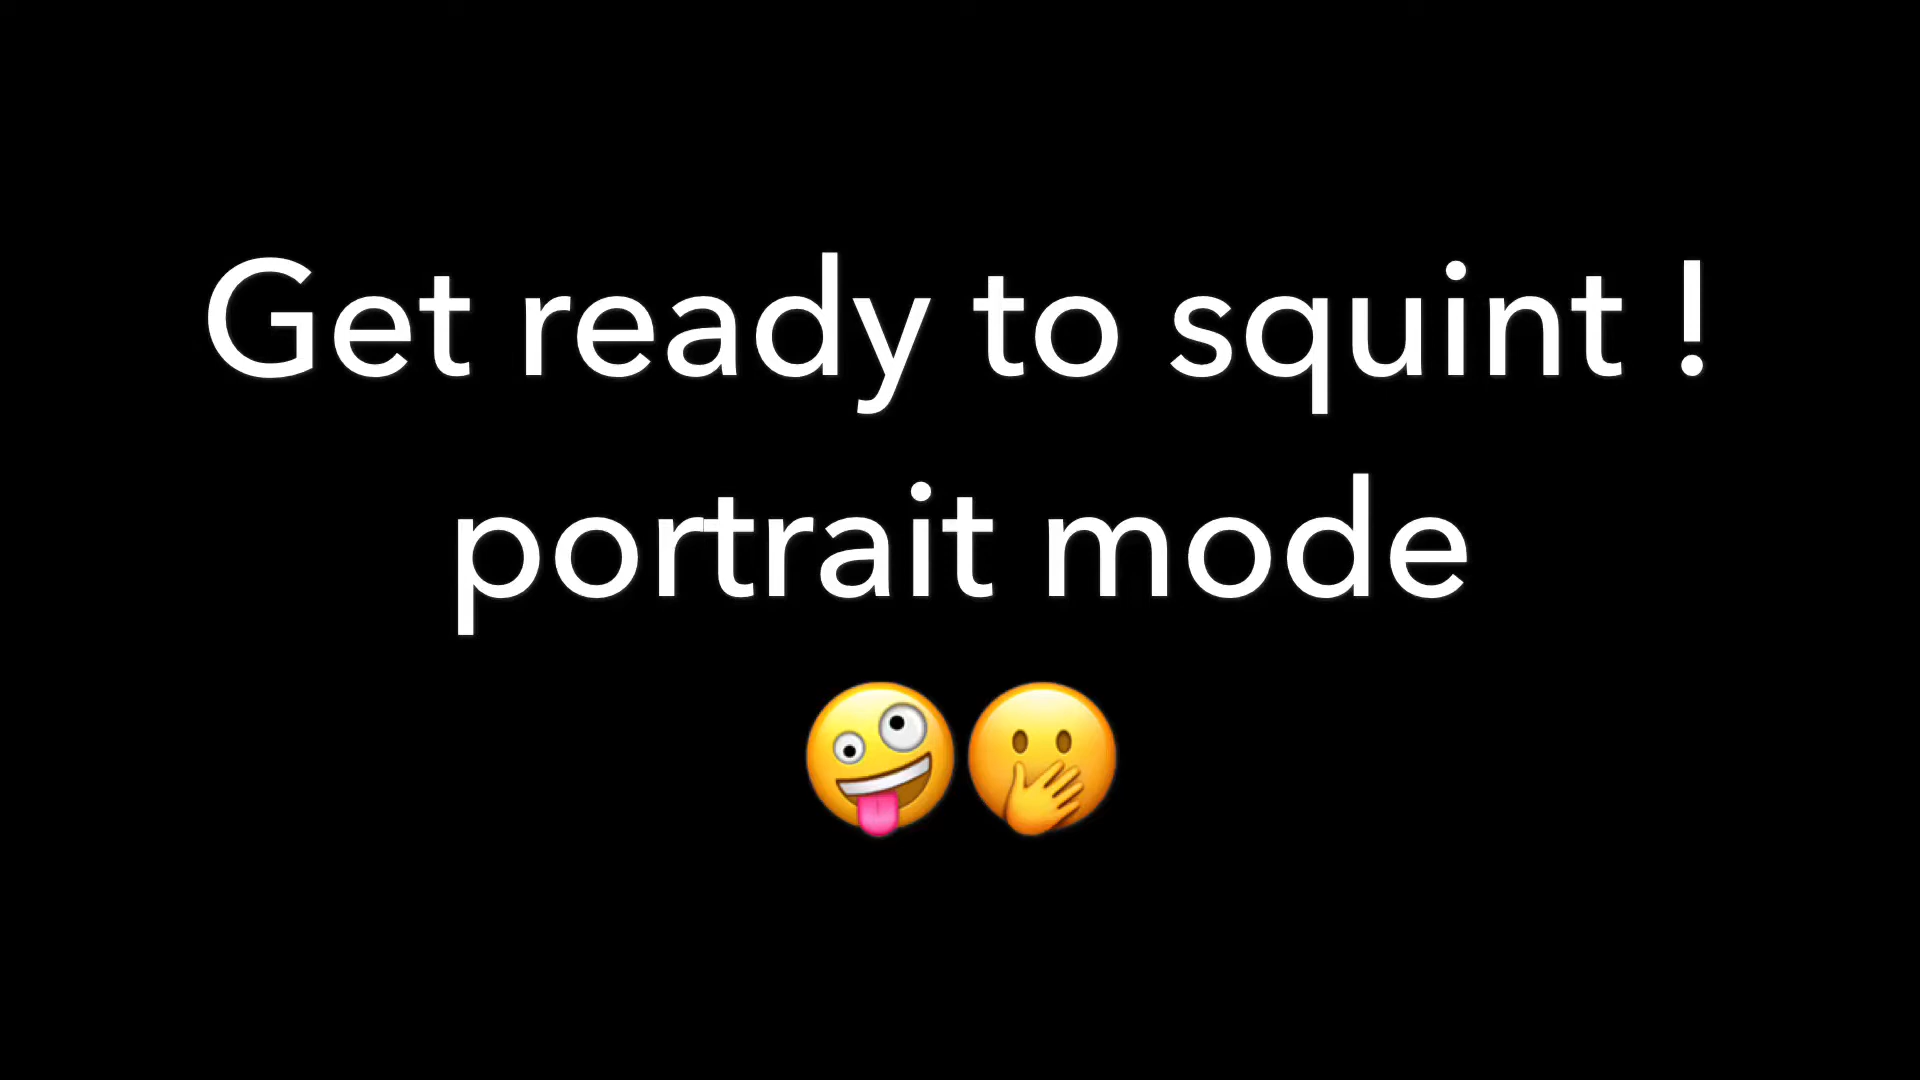 Get ready to squint !
portrait mode
🤪🫢